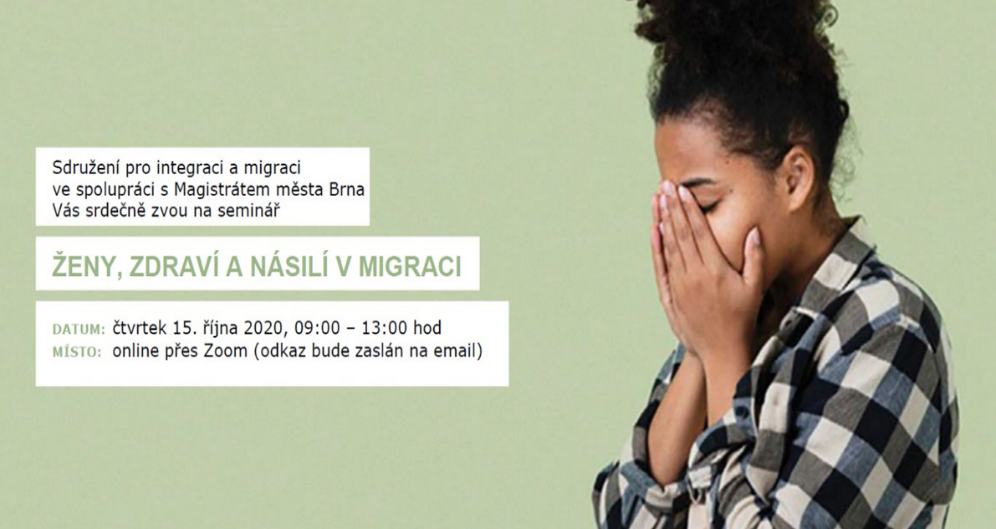 Sdružení pro integraci a migraci
ve spolupráci s Magistrátem města Brna
Vás srdečně zvou na seminář
ŽENY, ZDRAVÍ A NÁSILÍ V MIGRACI
DATUM: čtvrtek 15. října 2020, 09:00 – 13:00 hod
MÍSTO: online přes Zoom (odkaz bude zaslán na email)